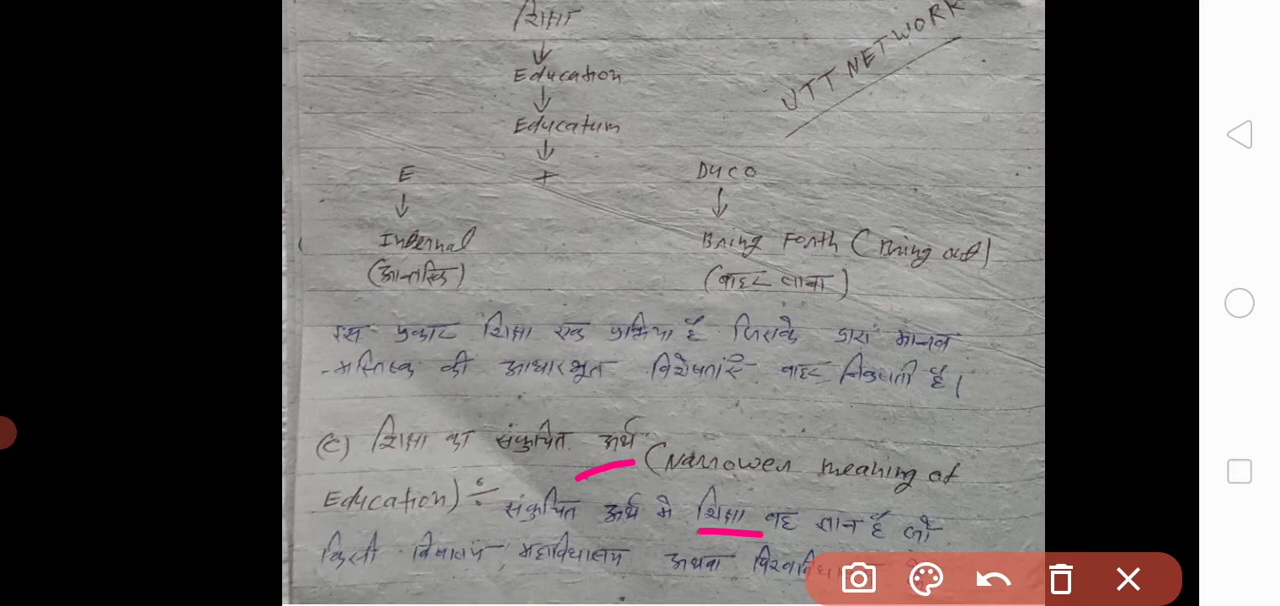 शिक्षा
UTT NETWORK
Education
Educatum
E + Duco
Internal Bring Forth (Bring out)
(आन्तरिक) (बाहर लाना)
इस प्रकार शिक्षा एक प्रक्रिया है जिसके द्वारा मानव
मस्तिष्क की आधारभूत विशेषताएं बाहर निकलती है।
(C) शिक्षा का संकुचित अर्थ (Narrower meaning of
Education) ÷ संकुचित अर्थ मे शिक्षा वह ज्ञान है जो
किसी विद्यालय, महाविद्यालय अथवा